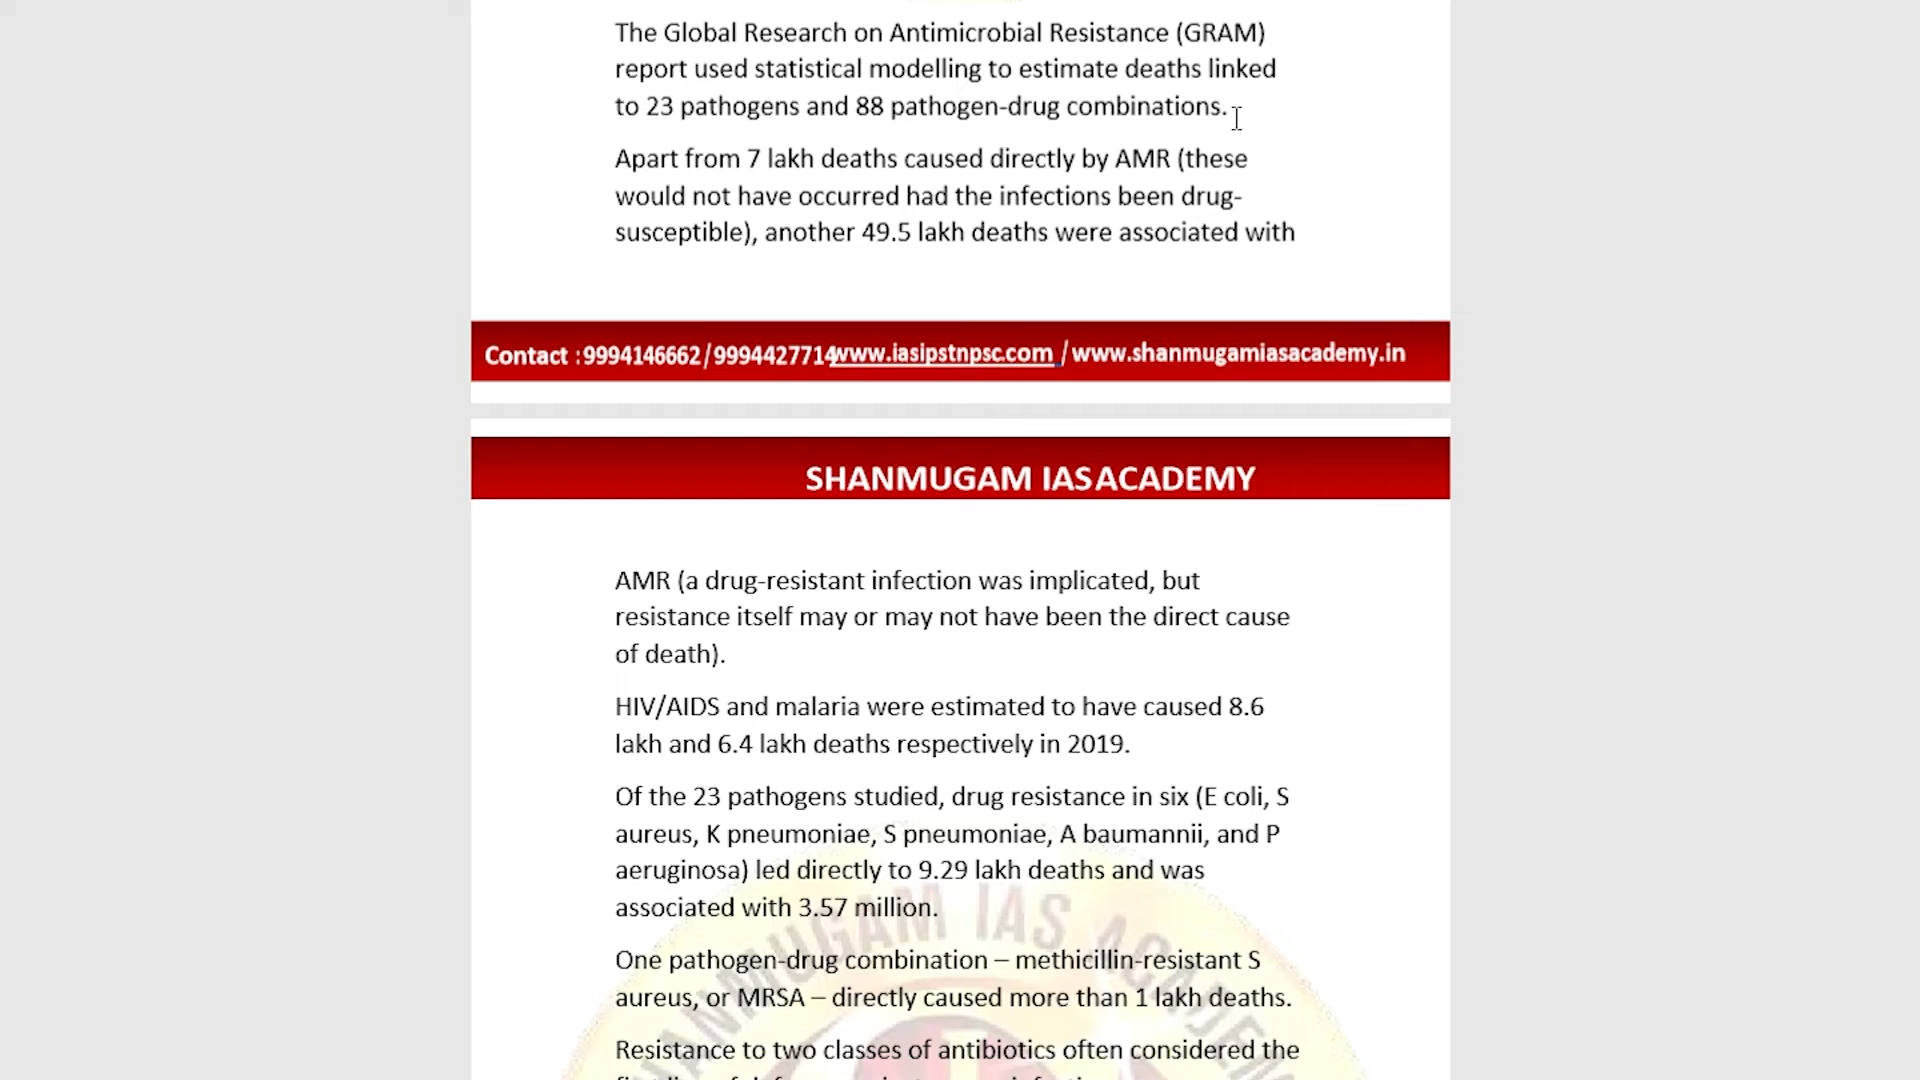 The Global Research on Antimicrobial Resistance (GRAM)
report used statistical modelling to estimate deaths linked
to 23 pathogens and 88 pathogen-drug combinations.
Apart from 7 lakh deaths caused directly by AMR (these
would not have occurred had the infections been drug-
susceptible), another 49.5 lakh deaths were associated with
Contact :9994146662/9994427714www.iasipstnpsc.com /www.shanmugamiasacademy.in
SHANMUGAM IAS ACADEMY
AMR (a drug-resistant infection was implicated, but
resistance itself may or may not have been the direct cause
of death).
HIV/AIDS and malaria were estimated to have caused 8.6
lakh and 6.4 lakh deaths respectively in 2019.
Of the 23 pathogens studied, drug resistance in six (E coli, S
aureus, K pneumoniae, S pneumoniae, A baumannii, and P
aeruginosa) led directly to 9.29 lakh deaths and was
associated with 3.57 million.
One pathogen-drug combination – methicillin-resistant S
aureus, or MRSA – directly caused more than 1 lakh deaths.
Resistance to two classes of antibiotics often considered the
SHANMUGAM IAS ACADEMY